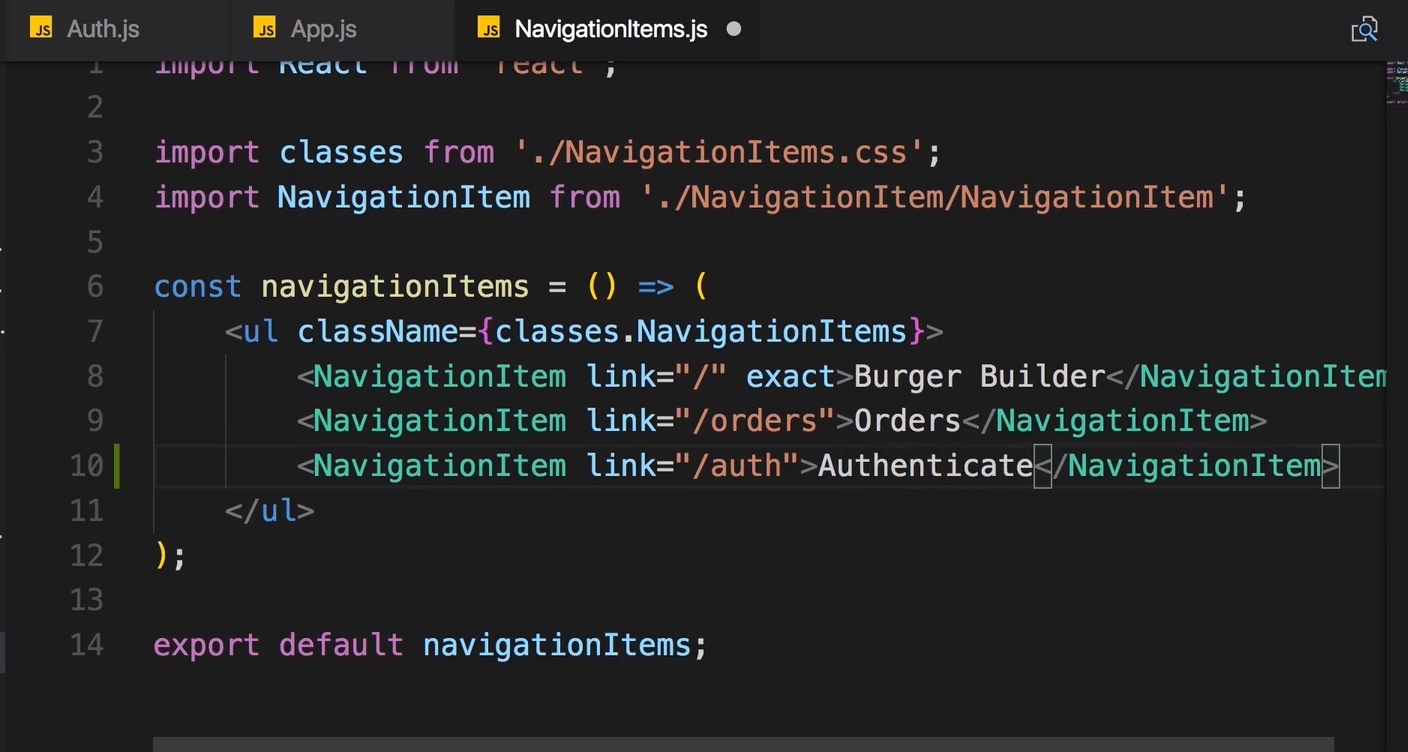 JS Auth.js JS App.js JS NavigationItems.js
1 import React from 'react';
2
3 import classes from './NavigationItems.css';
4 import NavigationItem from './NavigationItem/NavigationItem';
5
6 const navigationItems = () => (
7 <ul className={classes.NavigationItems}>
8 <NavigationItem link="/" exact>Burger Builder</NavigationItem
9 <NavigationItem link="/orders">Orders</NavigationItem>
10 <NavigationItem link="/auth">Authenticate</NavigationItem>
11 </ul>
12 );
13
14 export default navigationItems;